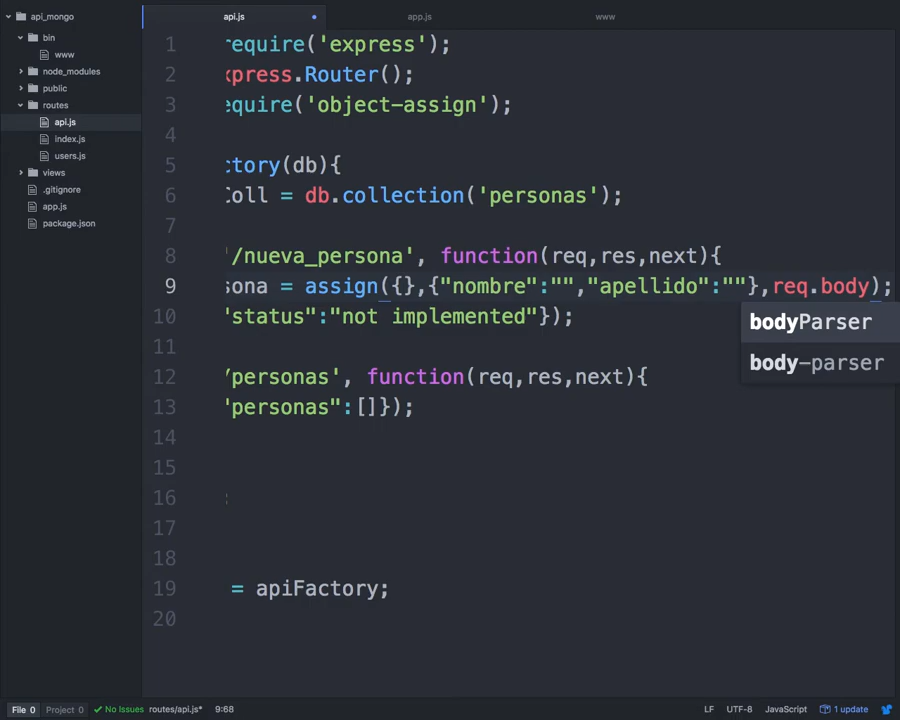 api_mongo
bin
www
node_modules
public
routes
api.js
index.js
users.js
views
.gitignore
app.js
package.json
api.js
app.js
www
1 require('express');
2 xpress.Router();
3 equire('object-assign');
4
5 ctory(db){
6 Coll = db.collection('personas');
7
8 '/nueva_persona', function(req,res,next){
9 sona = assign({},{"nombre":"","apellido":""},req.body);
10 "status":"not implemented"});
11
12 /personas', function(req,res,next){
13 "personas":[]});
14
15
16 ;
17
18
19 = apiFactory;
20
bodyParser
body-parser
File 0 Project 0 No Issues routes/api.js* 9:68 LF UTF-8 JavaScript 1 update